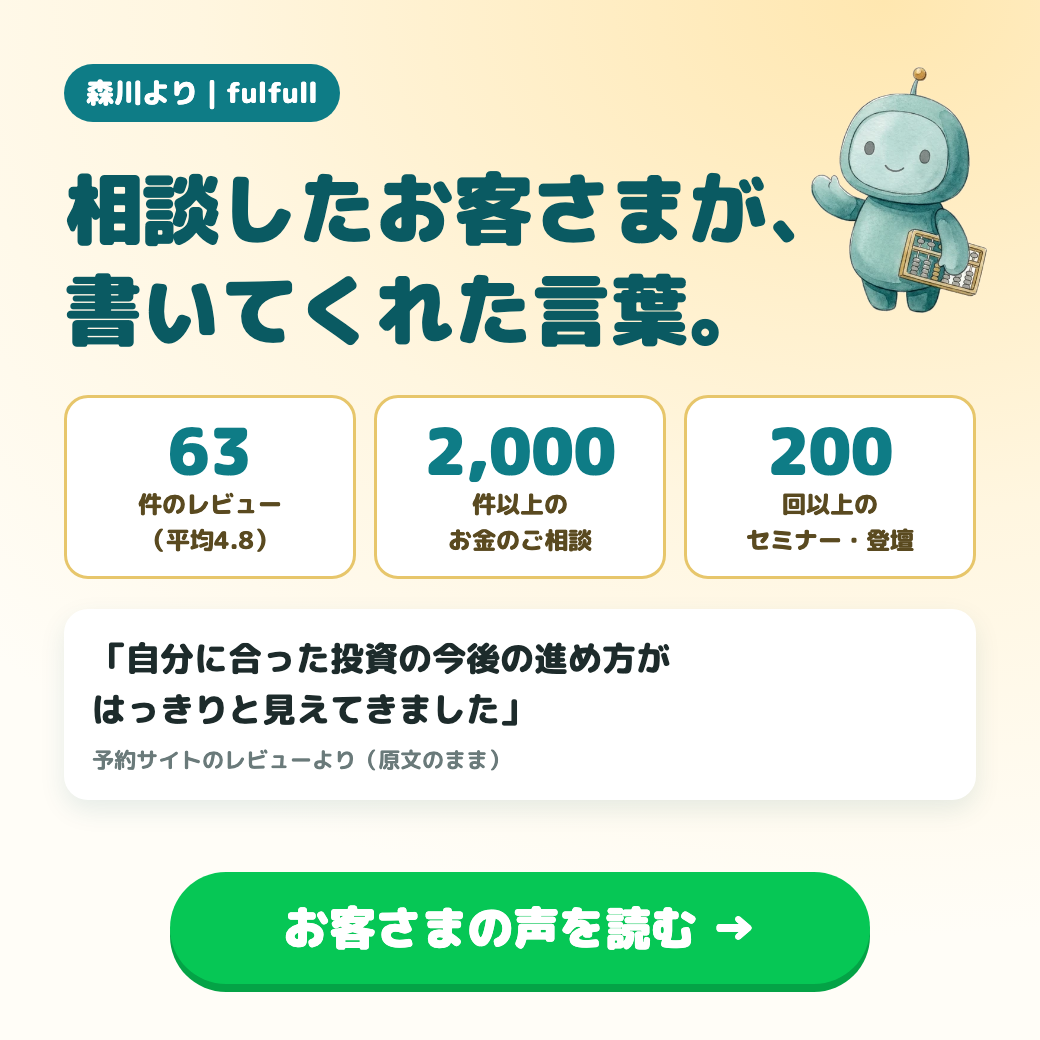 森川より | fulfull
相談したお客さまが、
書いてくれた言葉。
63
件のレビュー
（平均4.8）
2,000
件以上の
お金のご相談
200
回以上の
セミナー・登壇
「自分に合った投資の今後の進め方が
はっきりと見えてきました」
予約サイトのレビューより（原文のまま）
お客さまの声を読む →